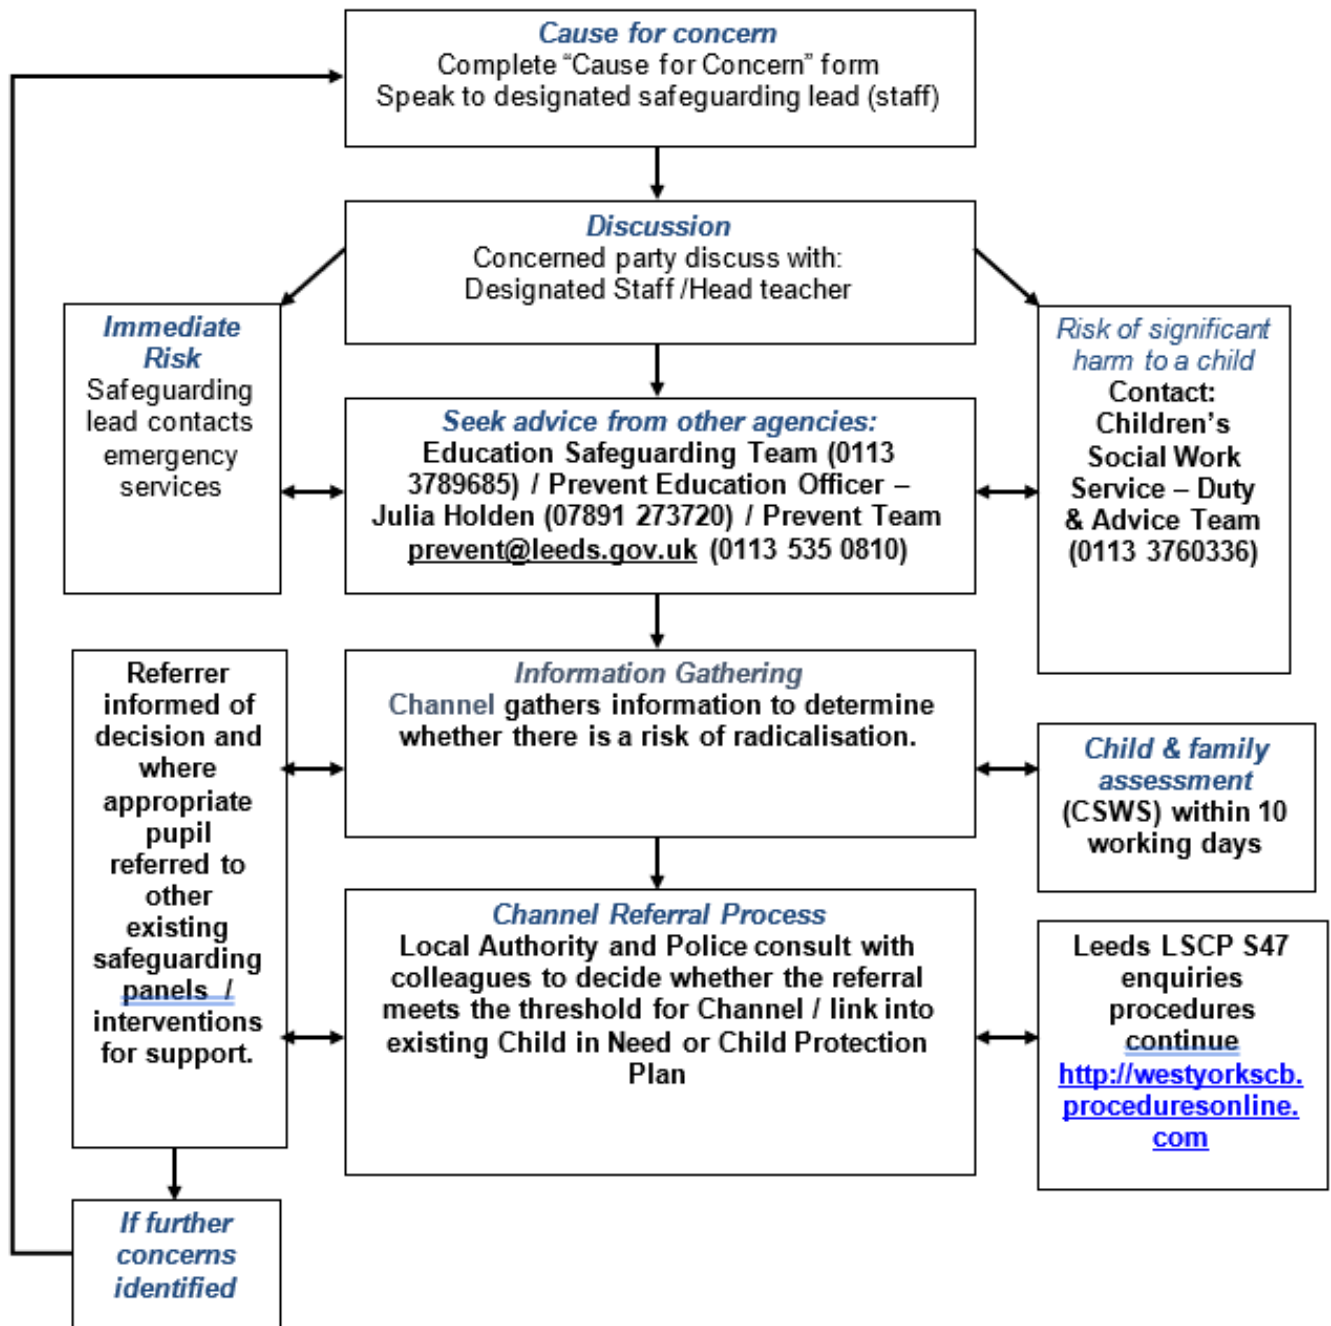 Cause for concern
Complete “Cause for Concern” form
Speak to designated safeguarding lead (staff)
Discussion
Concerned party discuss with:
Designated Staff /Head teacher
Immediate
Risk
Safeguarding
lead contacts
emergency
services
Seek advice from other agencies:
Education Safeguarding Team (0113
3789685) / Prevent Education Officer –
Julia Holden (07891 273720) / Prevent Team
prevent@leeds.gov.uk (0113 535 0810)
Risk of significant
harm to a child
Contact:
Children’s
Social Work
Service – Duty
& Advice Team
(0113 3760336)
Referrer
informed of
decision and
where
appropriate
pupil
referred to
other
existing
safeguarding
panels /
interventions
for support.
Information Gathering
Channel gathers information to determine
whether there is a risk of radicalisation.
Child & family
assessment
(CSWS) within 10
working days
Channel Referral Process
Local Authority and Police consult with
colleagues to decide whether the referral
meets the threshold for Channel / link into
existing Child in Need or Child Protection
Plan
Leeds LSCP S47
enquiries
procedures
continue
http://westyorkscb.
proceduresonline.
com
If further
concerns
identified